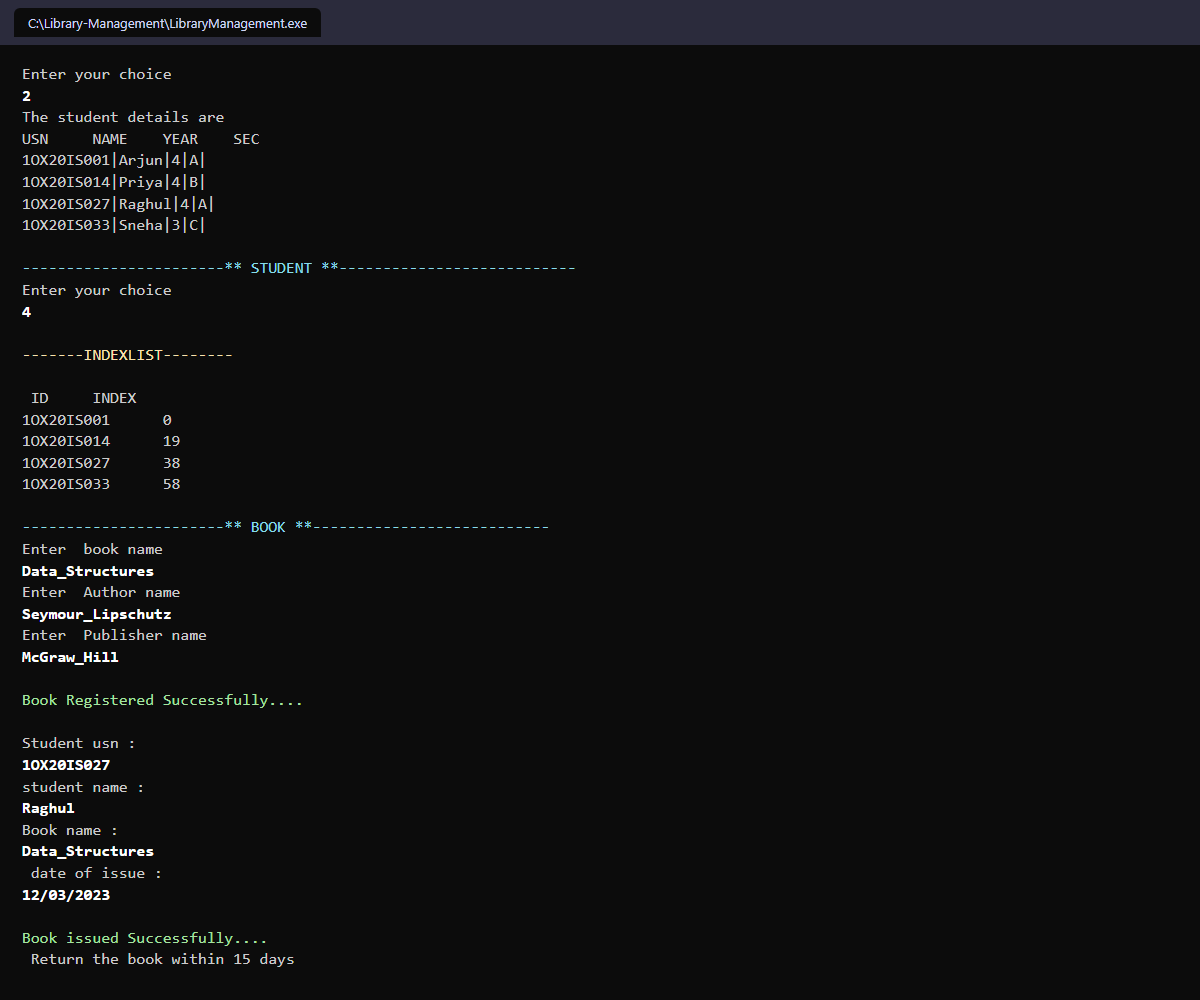 C:\Library-Management\LibraryManagement.exe
Enter your choice
2
The student details are
USN     NAME    YEAR    SEC
1OX20IS001|Arjun|4|A|
1OX20IS014|Priya|4|B|
1OX20IS027|Raghul|4|A|
1OX20IS033|Sneha|3|C|
-----------------------** STUDENT **---------------------------
Enter your choice
4
-------INDEXLIST--------
 ID     INDEX
1OX20IS001      0
1OX20IS014      19
1OX20IS027      38
1OX20IS033      58
-----------------------** BOOK **---------------------------
Enter  book name
Data_Structures
Enter  Author name
Seymour_Lipschutz
Enter  Publisher name
McGraw_Hill
Book Registered Successfully....
Student usn :
1OX20IS027
student name :
Raghul
Book name :
Data_Structures
 date of issue :
12/03/2023
Book issued Successfully....
 Return the book within 15 days